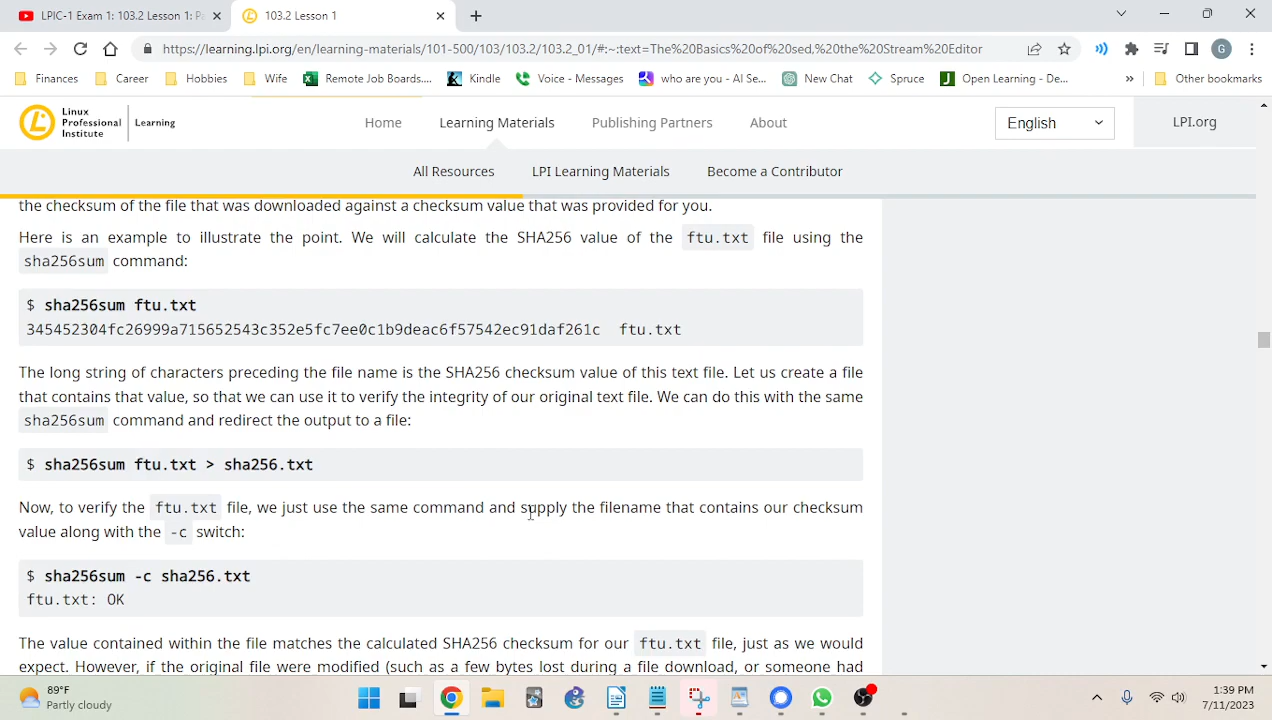 LPIC-1 Exam 1: 103.2 Lesson 1: Pa
103.2 Lesson 1
https://learning.lpi.org/en/learning-materials/101-500/103/103.2/103.2_01/#:~:text=The%20Basics%20of%20sed,%20the%20Stream%20Editor
G
Finances
Career
Hobbies
Wife
Remote Job Boards....
Kindle
Voice - Messages
who are you - AI Se...
New Chat
Spruce
Open Learning - De...
»
Other bookmarks
Linux Professional Institute
Learning
Home
Learning Materials
Publishing Partners
About
English
LPI.org
All Resources
LPI Learning Materials
Become a Contributor
the checksum of the file that was downloaded against a checksum value that was provided for you.
Here is an example to illustrate the point. We will calculate the SHA256 value of the ftu.txt file using the
sha256sum command:
$ sha256sum ftu.txt
345452304fc26999a715652543c352e5fc7ee0c1b9deac6f57542ec91daf261c  ftu.txt
The long string of characters preceding the file name is the SHA256 checksum value of this text file. Let us create a file
that contains that value, so that we can use it to verify the integrity of our original text file. We can do this with the same
sha256sum command and redirect the output to a file:
$ sha256sum ftu.txt > sha256.txt
Now, to verify the ftu.txt file, we just use the same command and supply the filename that contains our checksum
value along with the -c switch:
$ sha256sum -c sha256.txt
ftu.txt: OK
The value contained within the file matches the calculated SHA256 checksum for our ftu.txt file, just as we would
expect. However, if the original file were modified (such as a few bytes lost during a file download, or someone had
89°F
Partly cloudy
1:39 PM
7/11/2023